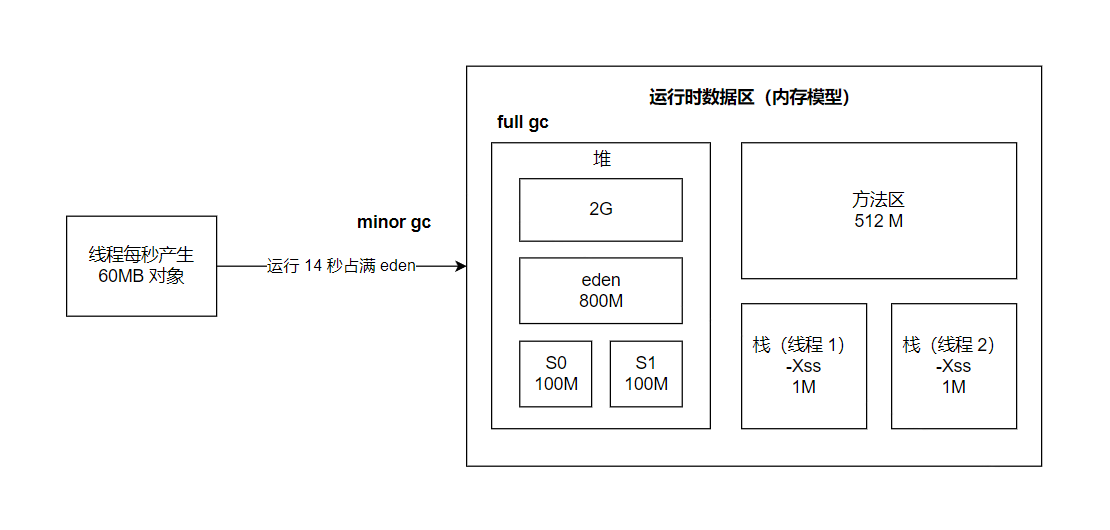 运行时数据区（内存模型）
full gc
堆
2G
方法区
512 M
minor gc
线程每秒产生
60MB 对象
运行 14 秒占满 eden
eden
800M
S0
100M
S1
100M
栈（线程 1）
-Xss
1M
栈（线程 2）
-Xss
1M